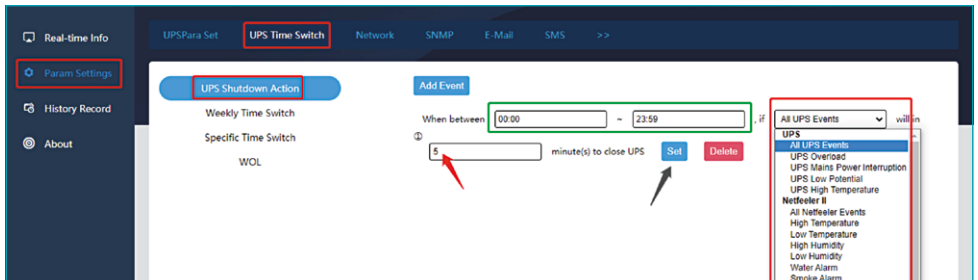 Real-time Info
Param Settings
History Record
About
UPSPara Set UPS Time Switch Network SNMP E-Mail SMS >>
UPS Shutdown Action
Weekly Time Switch
Specific Time Switch
WOL
Add Event
When between 00:00 ~ 23:59 , if All UPS Events will in
①
5 minute(s) to close UPS Set Delete
UPS
All UPS Events
UPS Overload
UPS Mains Power Interruption
UPS Low Potential
UPS High Temperature
Netfeeler II
All Netfeeler Events
High Temperature
Low Temperature
High Humidity
Low Humidity
Water Alarm
Smoke Alarm